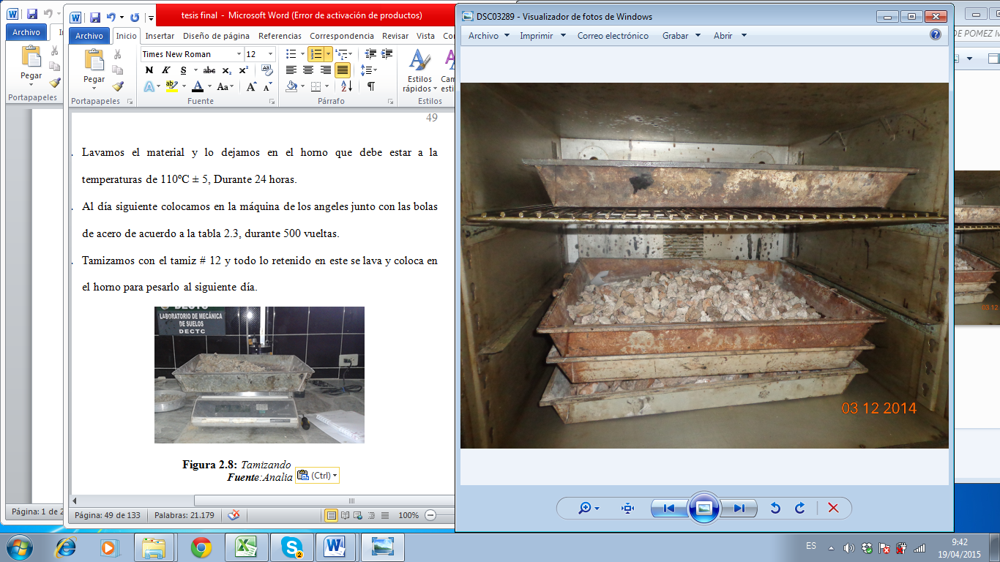 Archivo
Pegar
Portapapeles
Página: 1 de 2
tesis final - Microsoft Word (Error de activación de productos)
Archivo Inicio Insertar Diseño de página Referencias Correspondencia Revisar Vista
Times New Roman 12
Pegar
N K S abc x₂ x²
Aa A A
Estilos rápidos
Portapapeles Fuente Párrafo Estilos
49
Lavamos el material y lo dejamos en el horno que debe estar a la
temperaturas de 110°C ± 5, Durante 24 horas.
Al día siguiente colocamos en la máquina de los angeles junto con las bolas
de acero de acuerdo a la tabla 2.3, durante 500 vueltas.
Tamizamos con el tamiz # 12 y todo lo retenido en este se lava y coloca en
el horno para pesarlo al siguiente día.
LABORATORIO DE MECÁNICA
DE SUELOS
DECTC
Figura 2.8: Tamizando
Fuente:Analia
(Ctrl)
Página: 49 de 133 Palabras: 21.179 100%
DSC03289 - Visualizador de fotos de Windows
Archivo Imprimir Correo electrónico Grabar Abrir
03 12 2014
DE POMEZ
03 12
ES
9:42
19/04/2015